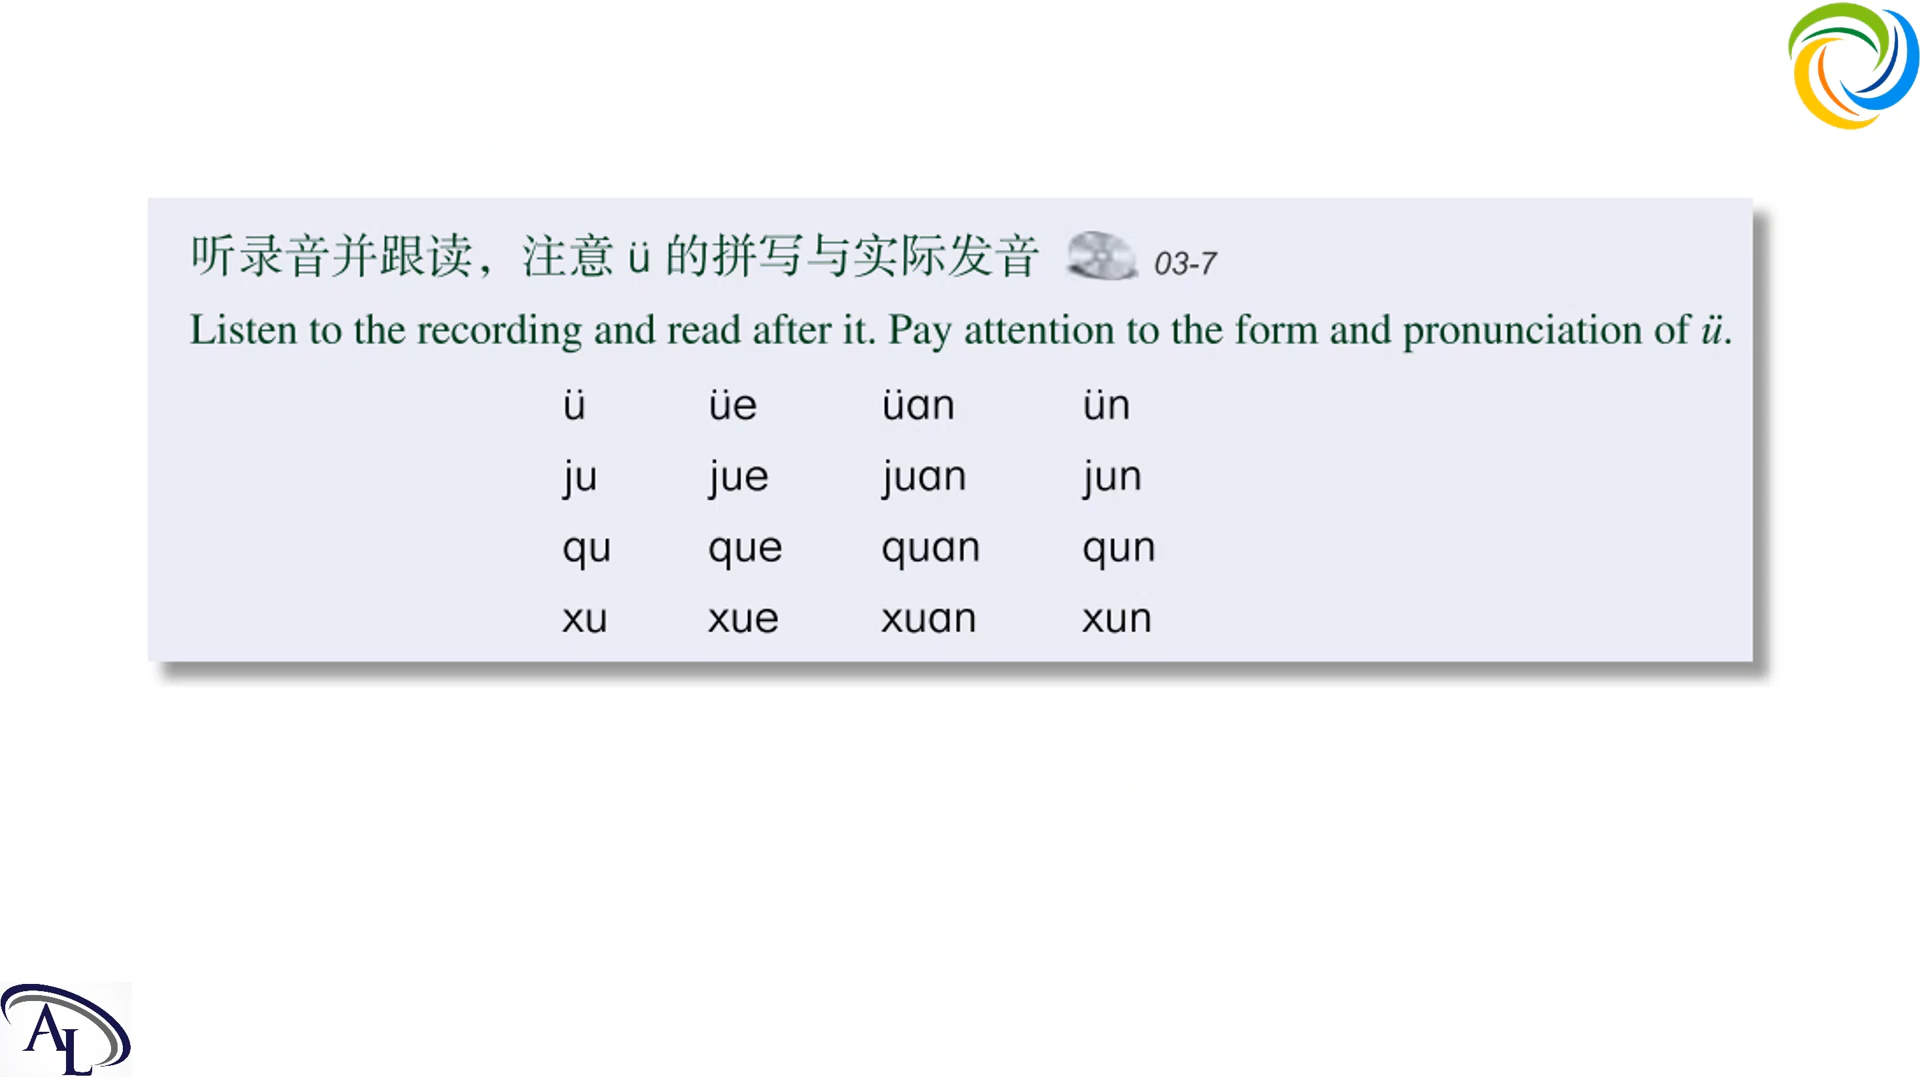 听录音并跟读，注意 ü 的拼写与实际发音 03-7
Listen to the recording and read after it. Pay attention to the form and pronunciation of ü.
ü üe üan ün
ju jue juan jun
qu que quan qun
xu xue xuan xun
AL